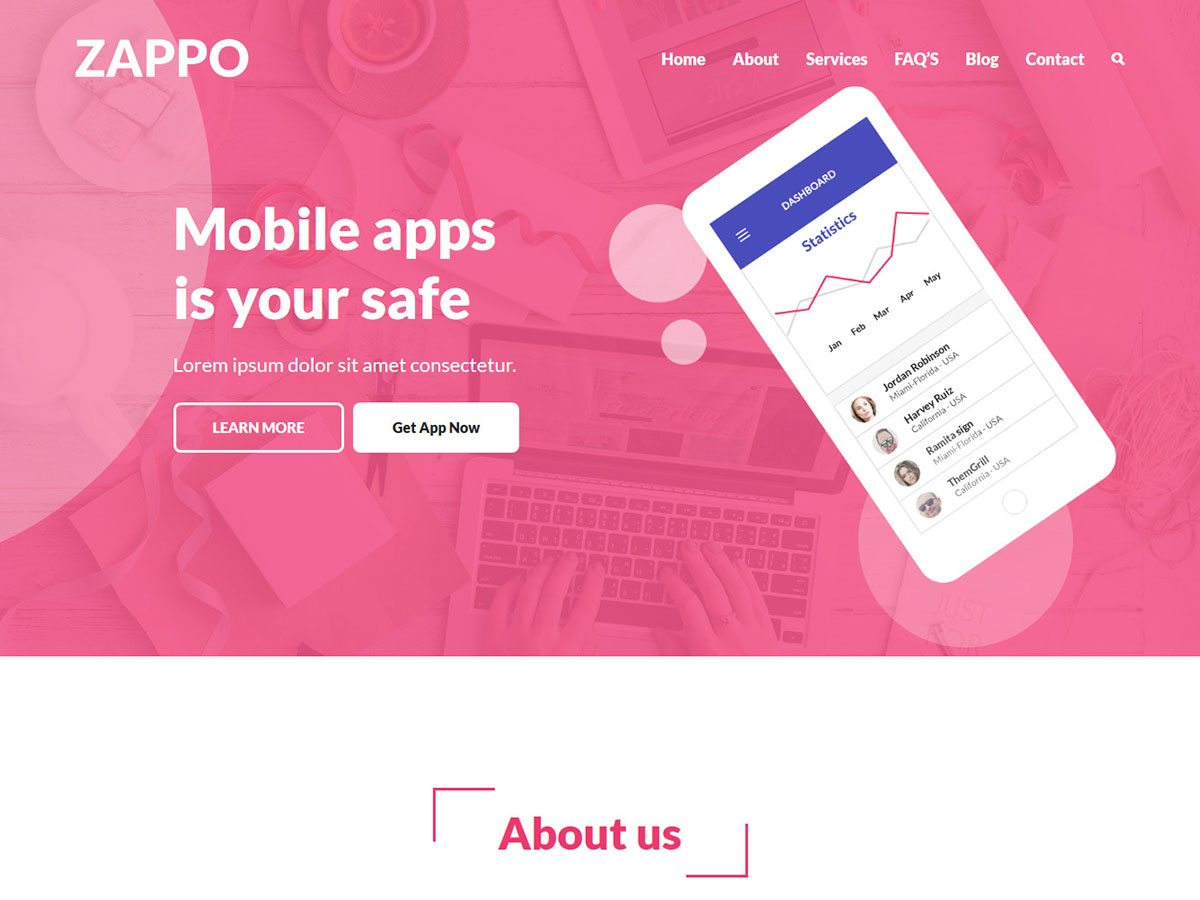 ZAPPO
Home About Services FAQ'S Blog Contact
Mobile apps
is your safe
Lorem ipsum dolor sit amet consectetur.
LEARN MORE
Get App Now
DASHBOARD
Statistics
Jan Feb Mar Apr May
Jordan Robinson
Miami-Florida - USA
Harvey Ruiz
California - USA
Ramita sign
Miami-Florida - USA
ThemGrill
California - USA
JUST
About us